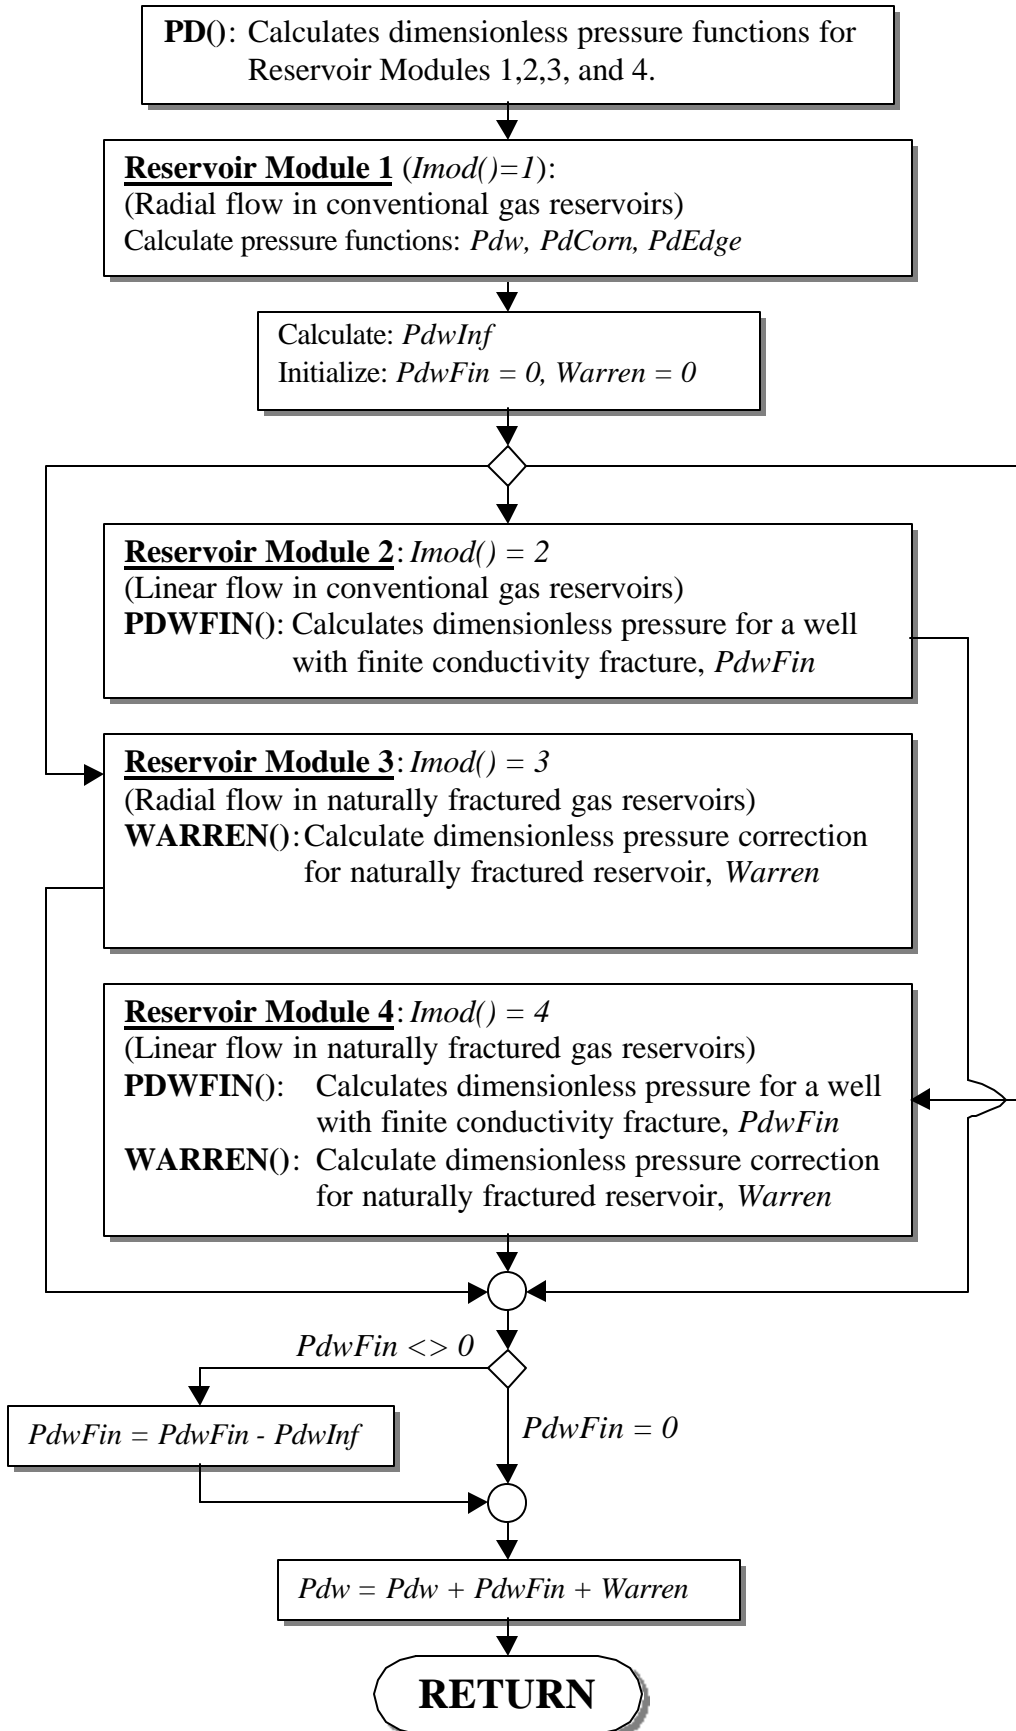 PD(): Calculates dimensionless pressure functions for
Reservoir Modules 1,2,3, and 4.
Reservoir Module 1 (Imod()=1):
(Radial flow in conventional gas reservoirs)
Calculate pressure functions: Pdw, PdCorn, PdEdge
Calculate: PdwInf
Initialize: PdwFin = 0, Warren = 0
Reservoir Module 2: Imod() = 2
(Linear flow in conventional gas reservoirs)
PDWFIN(): Calculates dimensionless pressure for a well
with finite conductivity fracture, PdwFin
Reservoir Module 3: Imod() = 3
(Radial flow in naturally fractured gas reservoirs)
WARREN(): Calculate dimensionless pressure correction
for naturally fractured reservoir, Warren
Reservoir Module 4: Imod() = 4
(Linear flow in naturally fractured gas reservoirs)
PDWFIN(): Calculates dimensionless pressure for a well
with finite conductivity fracture, PdwFin
WARREN(): Calculate dimensionless pressure correction
for naturally fractured reservoir, Warren
PdwFin <> 0
PdwFin = PdwFin - PdwInf
PdwFin = 0
Pdw = Pdw + PdwFin + Warren
RETURN